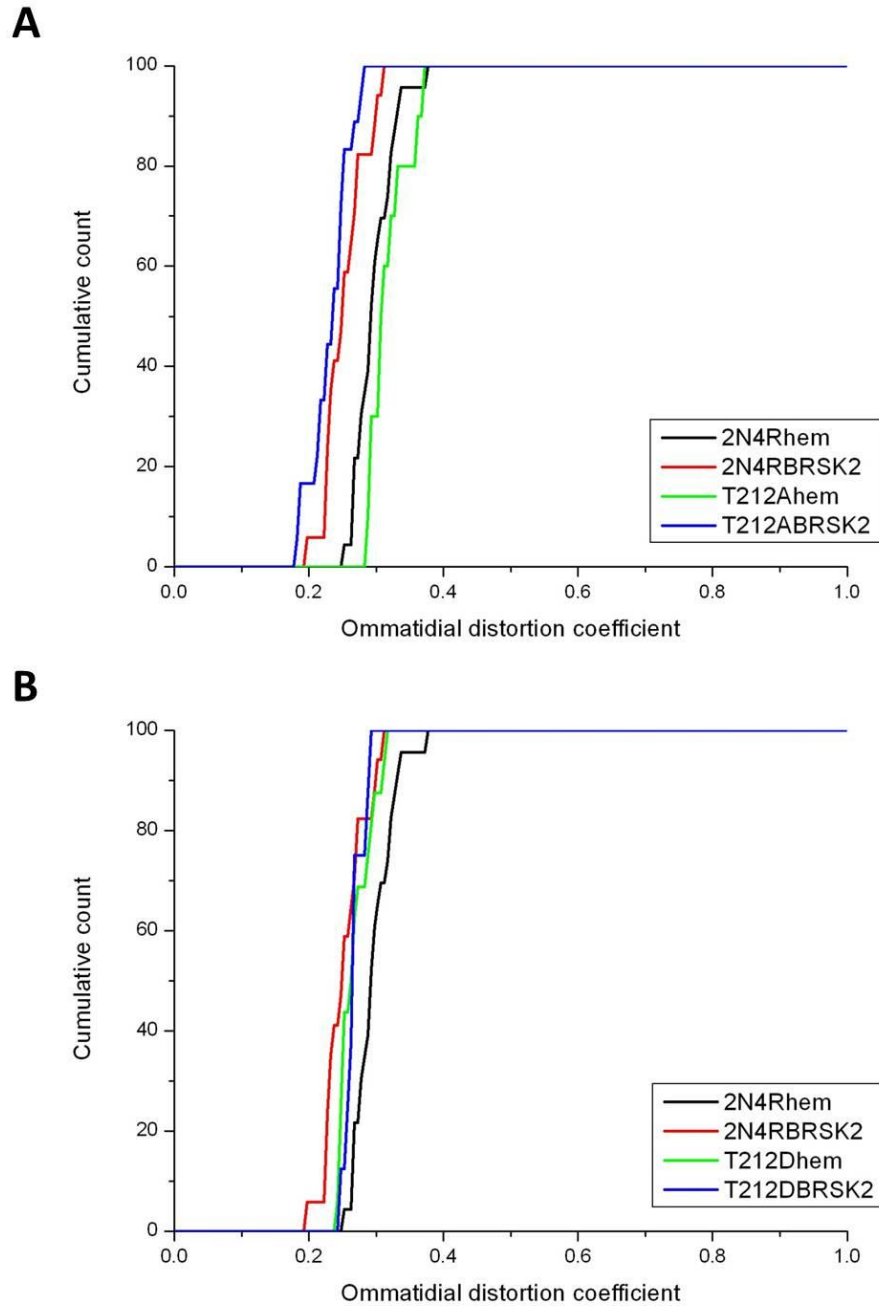 A
100
80
60
40
20
0
Cumulative count
0.0 0.2 0.4 0.6 0.8 1.0
Ommatidial distortion coefficient
2N4Rhem
2N4RBRSK2
T212Ahem
T212ABRSK2
B
100
80
60
40
20
0
Cumulative count
0.0 0.2 0.4 0.6 0.8 1.0
Ommatidial distortion coefficient
2N4Rhem
2N4RBRSK2
T212Dhem
T212DBRSK2